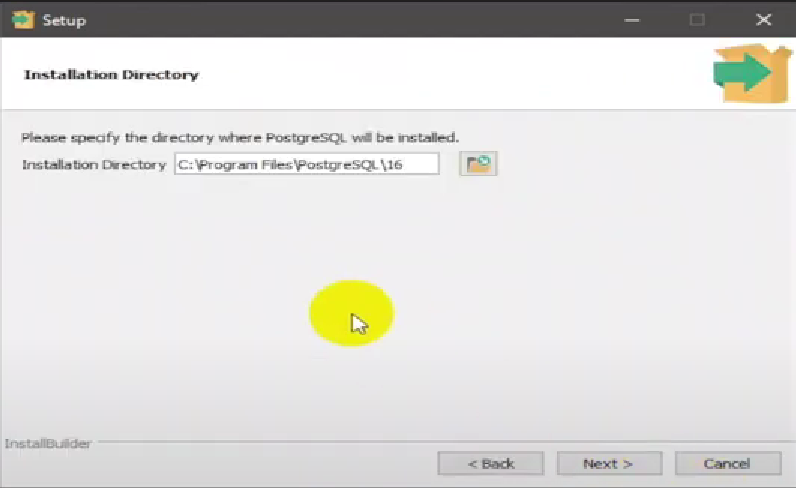 Setup
Installation Directory
Please specify the directory where PostgreSQL will be installed.
Installation Directory C:\Program Files\PostgreSQL\16
InstallBuilder
< Back Next > Cancel